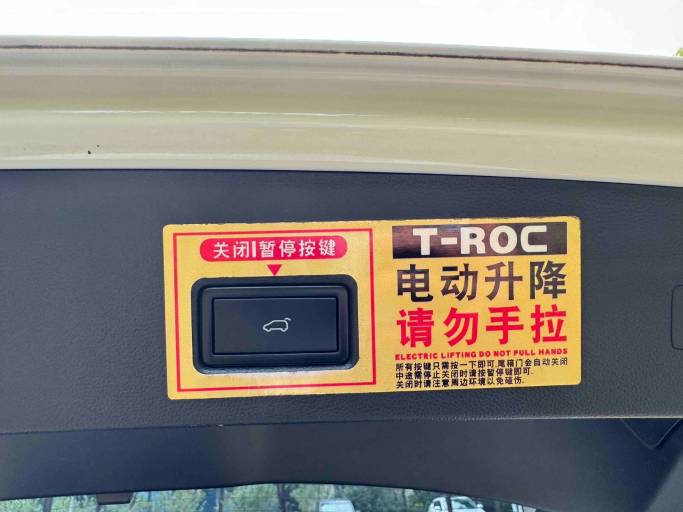 关闭|暂停按键
T-ROC
电动升降
请勿手拉
ELECTRIC LIFTING DO NOT PULL HANDS
所有按键只需按一下即可,尾箱门会自动关闭
中途需停止关闭时请按暂停键即可.
关闭时请注意周边环境以免磕伤.